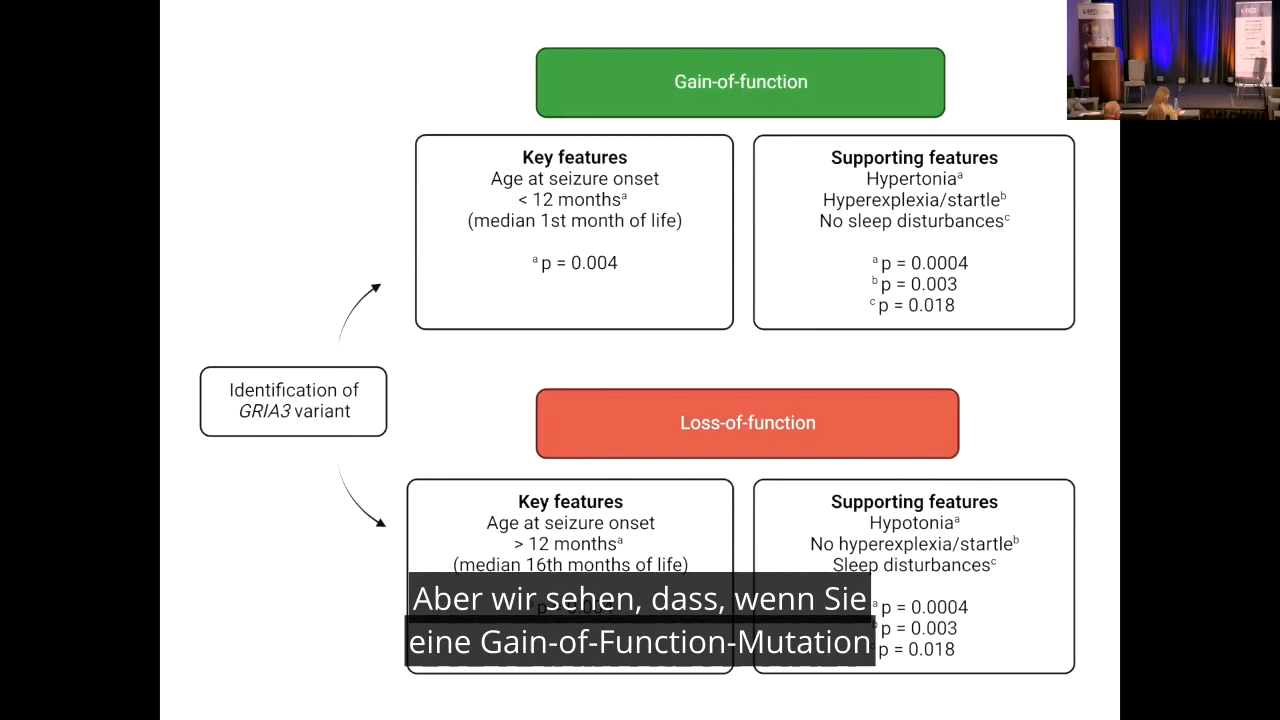 Gain-of-function
Key features
Age at seizure onset
< 12 monthsᵃ
(median 1st month of life)
ᵃ p = 0.004
Supporting features
Hypertoniaᵃ
Hyperexplexia/startleᵇ
No sleep disturbancesᶜ
ᵃ p = 0.0004
ᵇ p = 0.003
ᶜ p = 0.018
Identification of
GRIA3 variant
Loss-of-function
Key features
Age at seizure onset
> 12 monthsᵃ
(median 16th months of life)
Supporting features
Hypotoniaᵃ
No hyperexplexia/startleᵇ
Sleep disturbancesᶜ
ᵃ p = 0.0004
p = 0.003
p = 0.018
Aber wir sehen, dass, wenn Sie
eine Gain-of-Function-Mutation